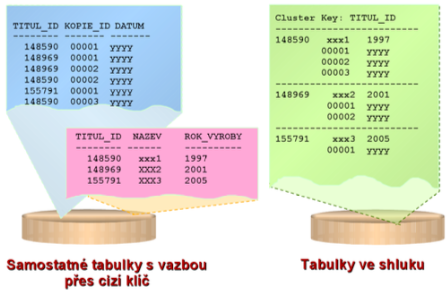 TITUL_ID KOPIE_ID DATUM
-------- -------- -------
148590 00001 yyyy
148969 00001 yyyy
148969 00002 yyyy
148590 00002 yyyy
155791 00001 yyyy
148590 00003 yyyy
TITUL_ID NAZEV ROK_VYROBY
-------- ----- ----------
148590 xxx1 1997
148969 XXX2 2001
155791 XXX3 2005
Samostatné tabulky s vazbou
přes cizí klíč
Cluster Key: TITUL_ID
-------------------------
148590 xxx1 1997
00001 yyyy
00002 yyyy
00003 yyyy
-------------------------
148969 xxx2 2001
00001 yyyy
00002 yyyy
-------------------------
155791 xxx3 2005
00001 yyyy
Tabulky ve shluku